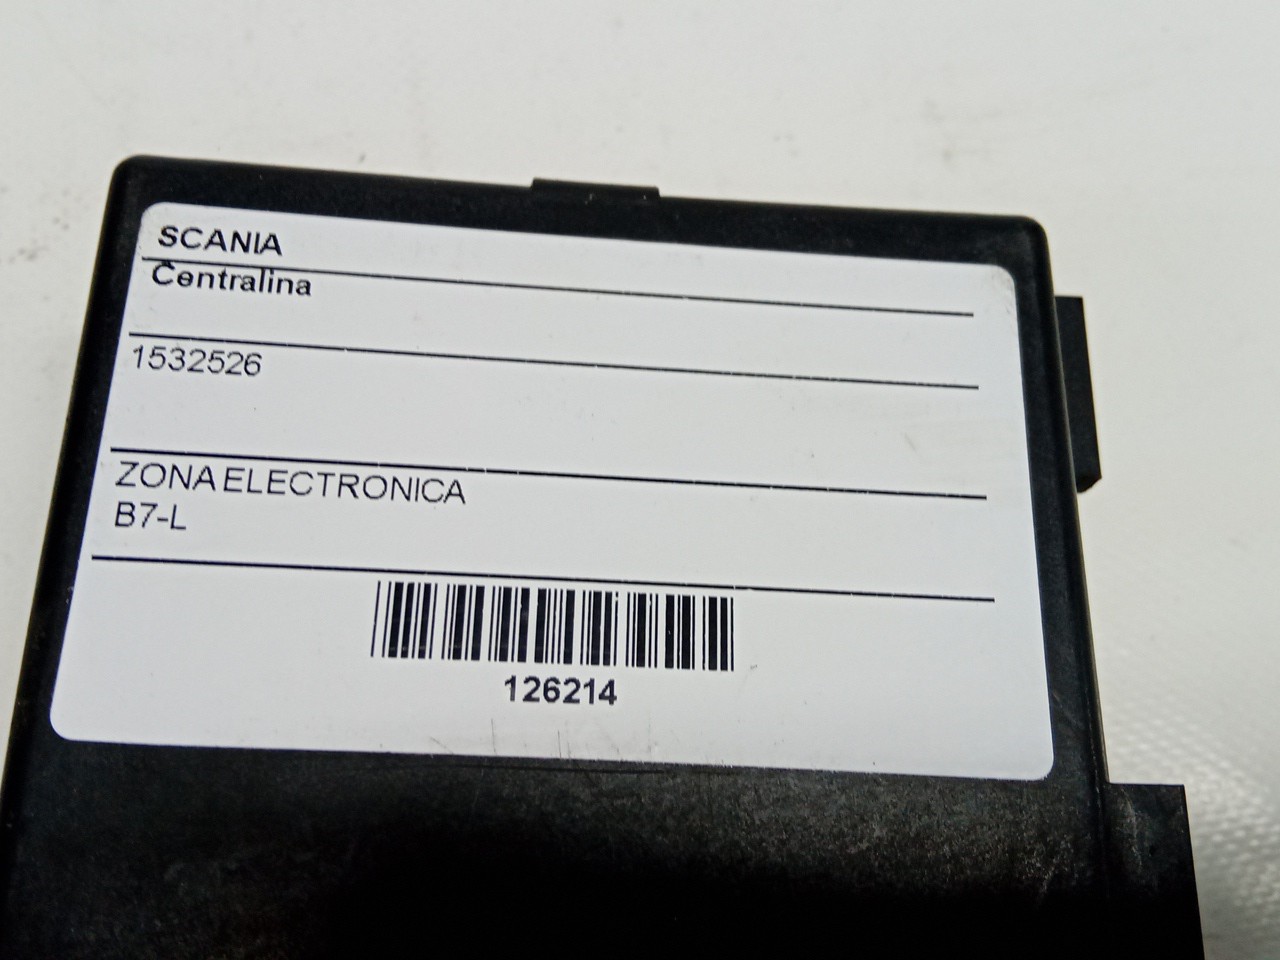 SCANIA
Centralina
1532526
ZONA ELECTRONICA
B7-L
126214